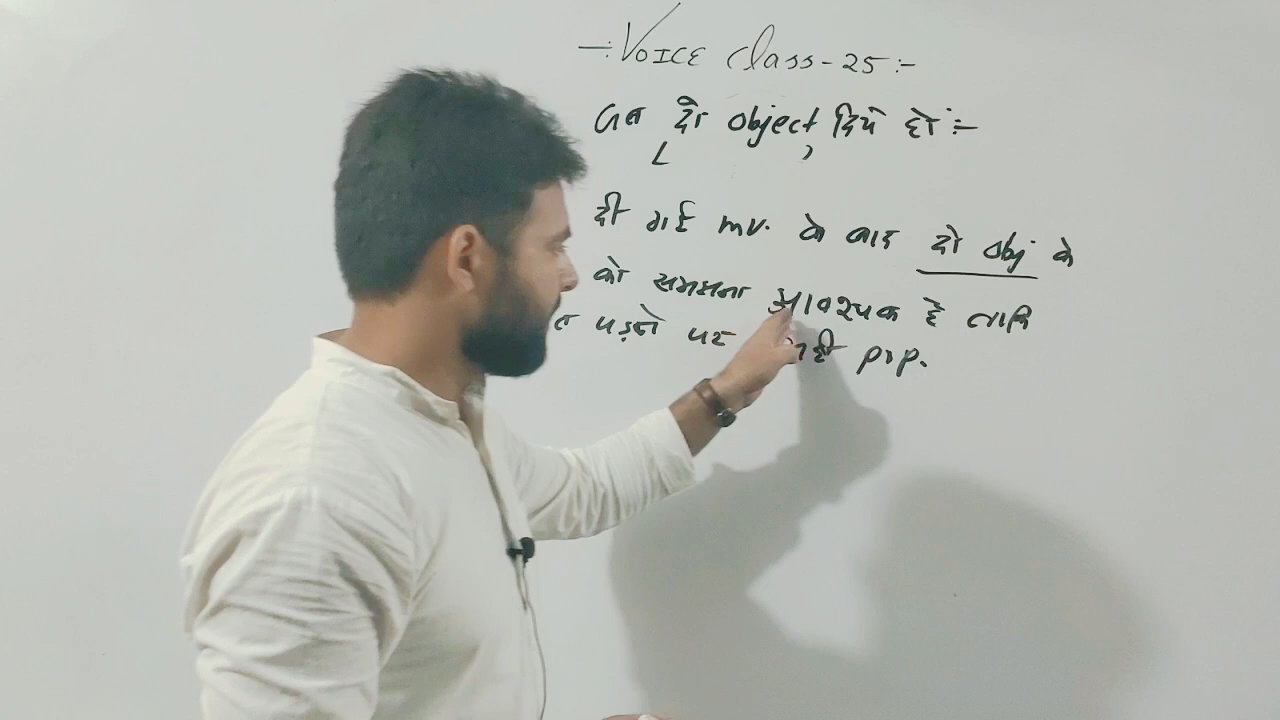 -: VOICE Class-25:-
जब दो object दिये हों :-
दी गई mv. के बाद दो obj के
को समझना आवश्यक है ताकि
त पड़ने पर सही prp.